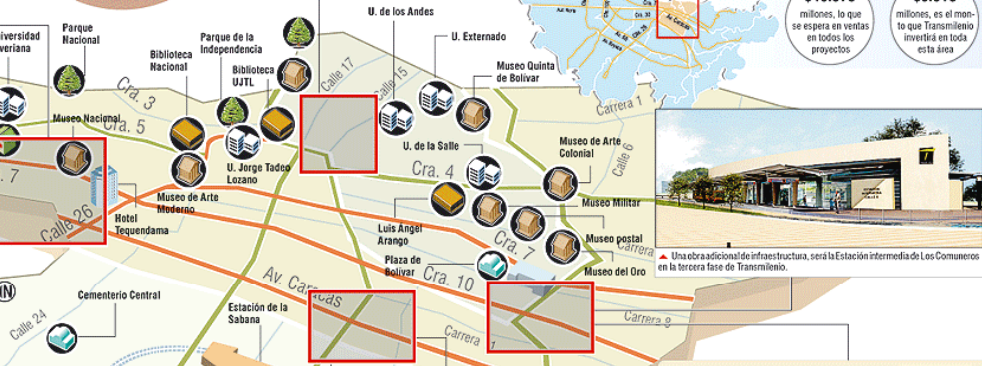 U. de los Andes
Parque
Nacional
Universidad
Javeriana
Biblioteca
Nacional
Parque de la
Independencia
Biblioteca
UJTL
U. Externado
Museo Quinta
de Bolívar
Calle 17
Calle 15
Cra. 3
Cra. 5
Museo Nacional
Carrera 1
Calle 6
Museo de Arte
Colonial
U. de la Salle
Cra. 4
U. Jorge Tadeo
Lozano
Museo de Arte
Moderno
Hotel
Tequendama
Calle 26
. 7
Luis Angel
Arango
Museo Militar
Museo postal
Museo del Oro
Cra. 7
Plaza de
Bolívar
Cra. 10
Carrera
Av. Caracas
Cementerio Central
Calle 24
Estación de la
Sabana
Carrera
Carrera 8
millones, lo que
se espera en ventas
en todos los
proyectos
millones, es el mon-
to que Transmilenio
invertirá en toda
esta área
Una obra adicional de infraestructura, será la Estación intermedia de Los Comuneros
en la tercera fase de Transmilenio.